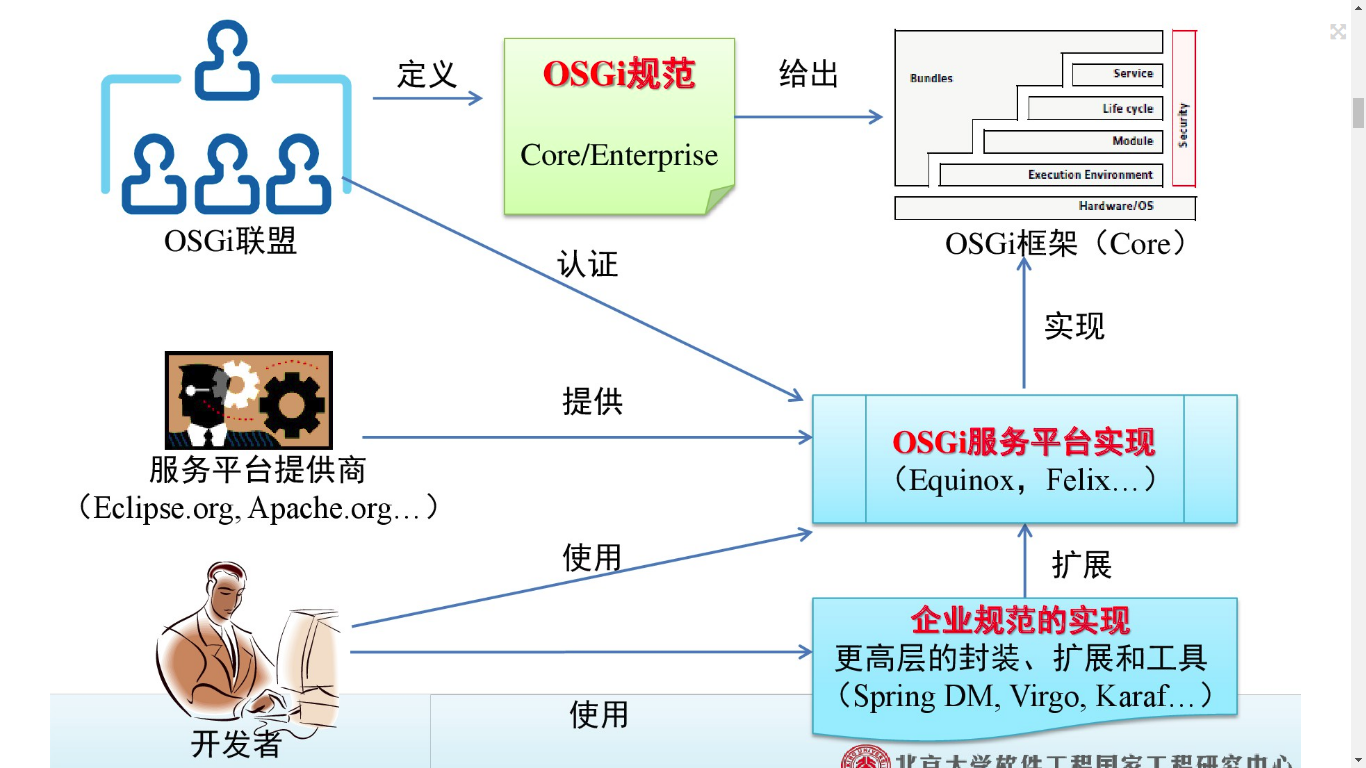 定义
OSGi规范
Core/Enterprise
给出
Bundles
Service
Life cycle
Module
Execution Environment
Security
Hardware/OS
OSGi联盟
OSGi框架（Core）
认证
实现
提供
服务平台提供商
（Eclipse.org, Apache.org…）
OSGi服务平台实现
（Equinox，Felix…）
使用
扩展
企业规范的实现
更高层的封装、扩展和工具
（Spring DM, Virgo, Karaf…）
使用
开发者
北京大学软件工程国家工程研究中心